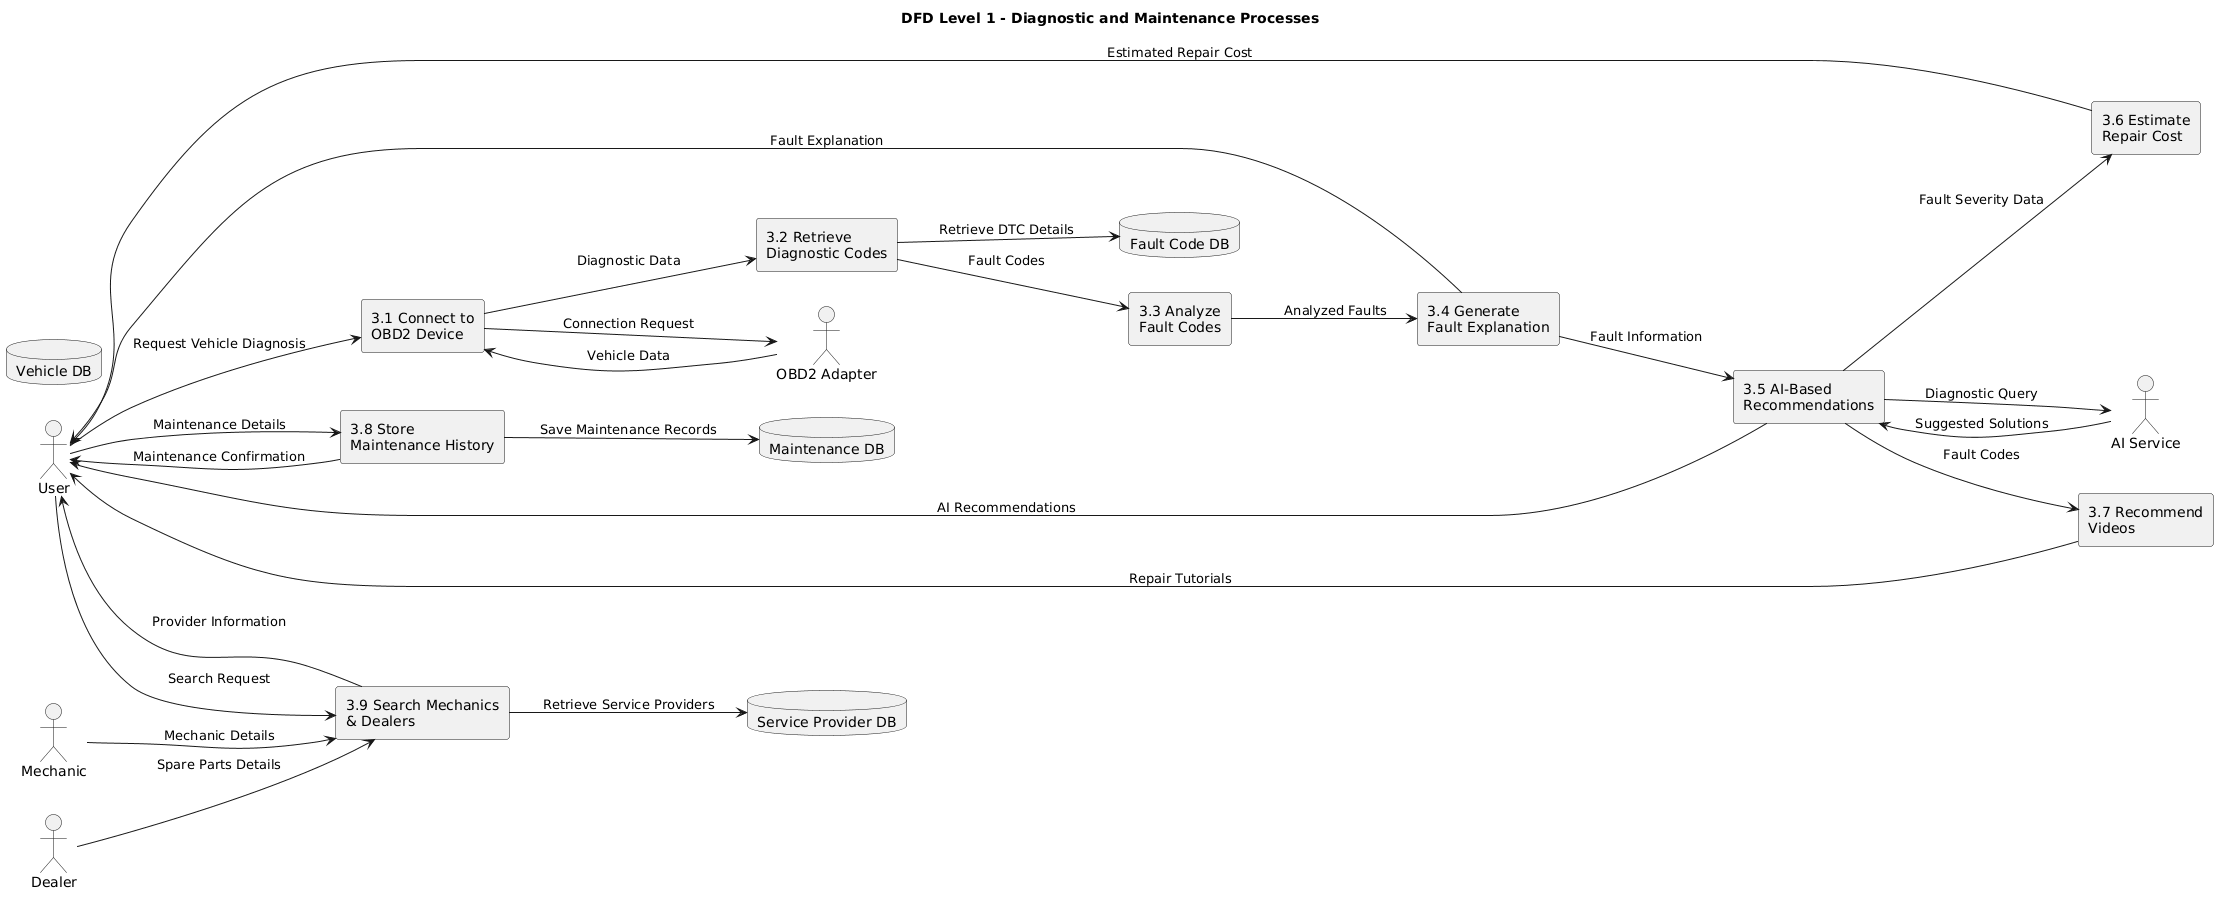 DFD Level 1 - Diagnostic and Maintenance Processes
Estimated Repair Cost
3.6 Estimate
Repair Cost
Fault Explanation
Fault Severity Data
3.2 Retrieve
Diagnostic Codes
Retrieve DTC Details
Fault Code DB
Diagnostic Data
Fault Codes
3.1 Connect to
OBD2 Device
Connection Request
Vehicle Data
OBD2 Adapter
3.3 Analyze
Fault Codes
Analyzed Faults
3.4 Generate
Fault Explanation
Fault Information
Request Vehicle Diagnosis
Vehicle DB
3.5 AI-Based
Recommendations
Diagnostic Query
Suggested Solutions
AI Service
Maintenance Details
3.8 Store
Maintenance History
Save Maintenance Records
Maintenance DB
Maintenance Confirmation
User
Fault Codes
AI Recommendations
3.7 Recommend
Videos
Repair Tutorials
Provider Information
Search Request
3.9 Search Mechanics
& Dealers
Retrieve Service Providers
Service Provider DB
Mechanic Details
Mechanic
Spare Parts Details
Dealer